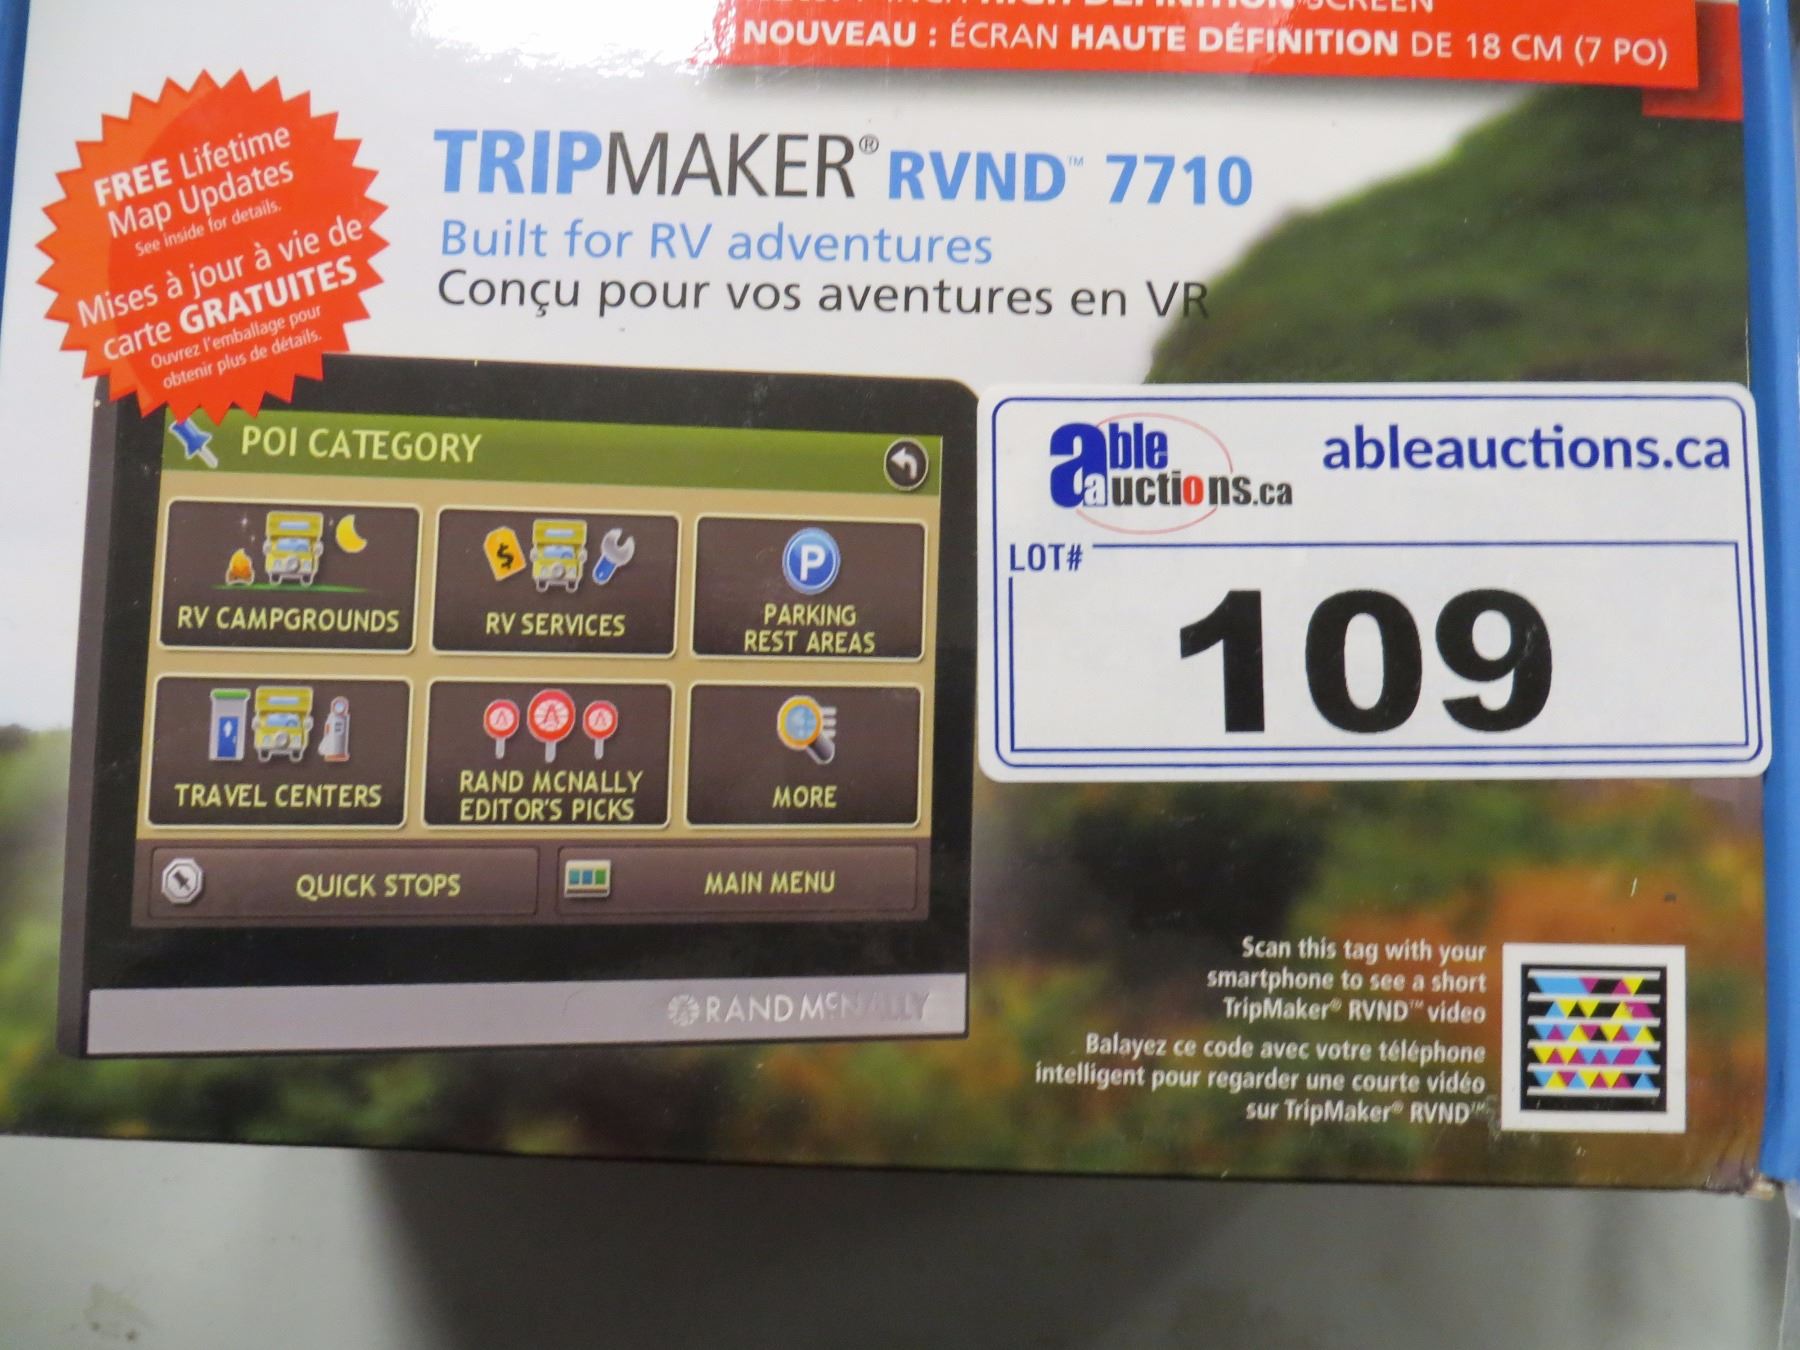 HIGH DEFINITION SCREEN
NOUVEAU : ÉCRAN HAUTE DÉFINITION DE 18 CM (7 PO)
FREE Lifetime
Map Updates
See inside for details.
Mises à jour à vie de
carte GRATUITES
Ouvrez l'emballage pour
obtenir plus de détails.
TRIPMAKER® RVND™ 7710
Built for RV adventures
Conçu pour vos aventures en VR
POI CATEGORY
RV CAMPGROUNDS
$
RV SERVICES
P
PARKING
REST AREAS
TRAVEL CENTERS
RAND MCNALLY
EDITOR'S PICKS
MORE
QUICK STOPS
MAIN MENU
RAND MCNALLY
able
auctions.ca
ableauctions.ca
LOT#
109
Scan this tag with your
smartphone to see a short
TripMaker® RVND™ video
Balayez ce code avec votre téléphone
intelligent pour regarder une courte vidéo
sur TripMaker® RVND™